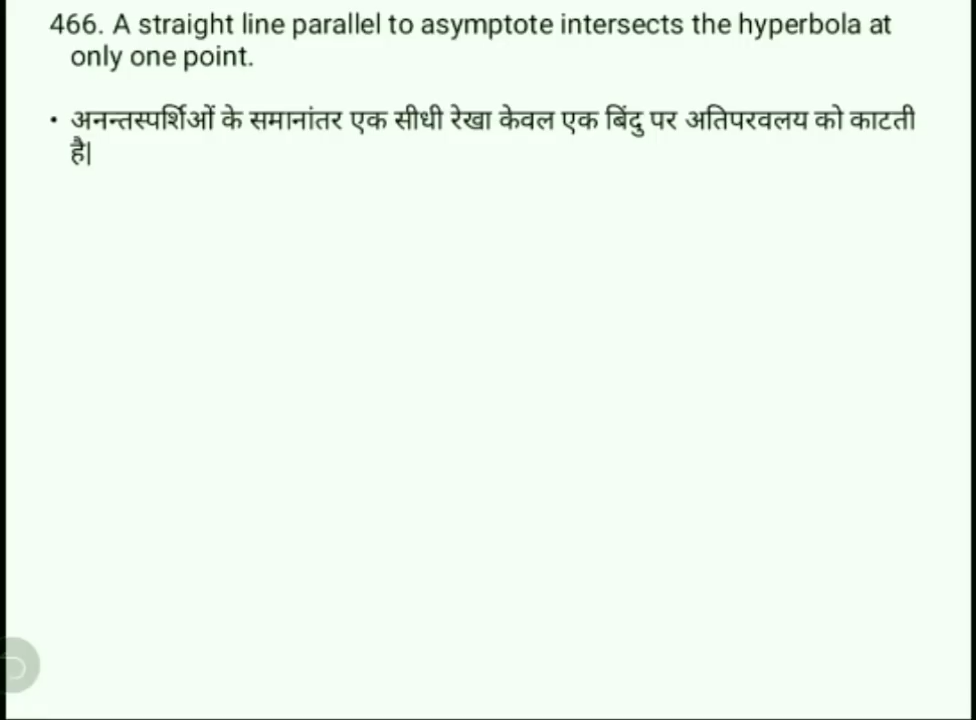 466. A straight line parallel to asymptote intersects the hyperbola at
only one point.
• अनन्तस्पर्शिओं के समानांतर एक सीधी रेखा केवल एक बिंदु पर अतिपरवलय को काटती
है|